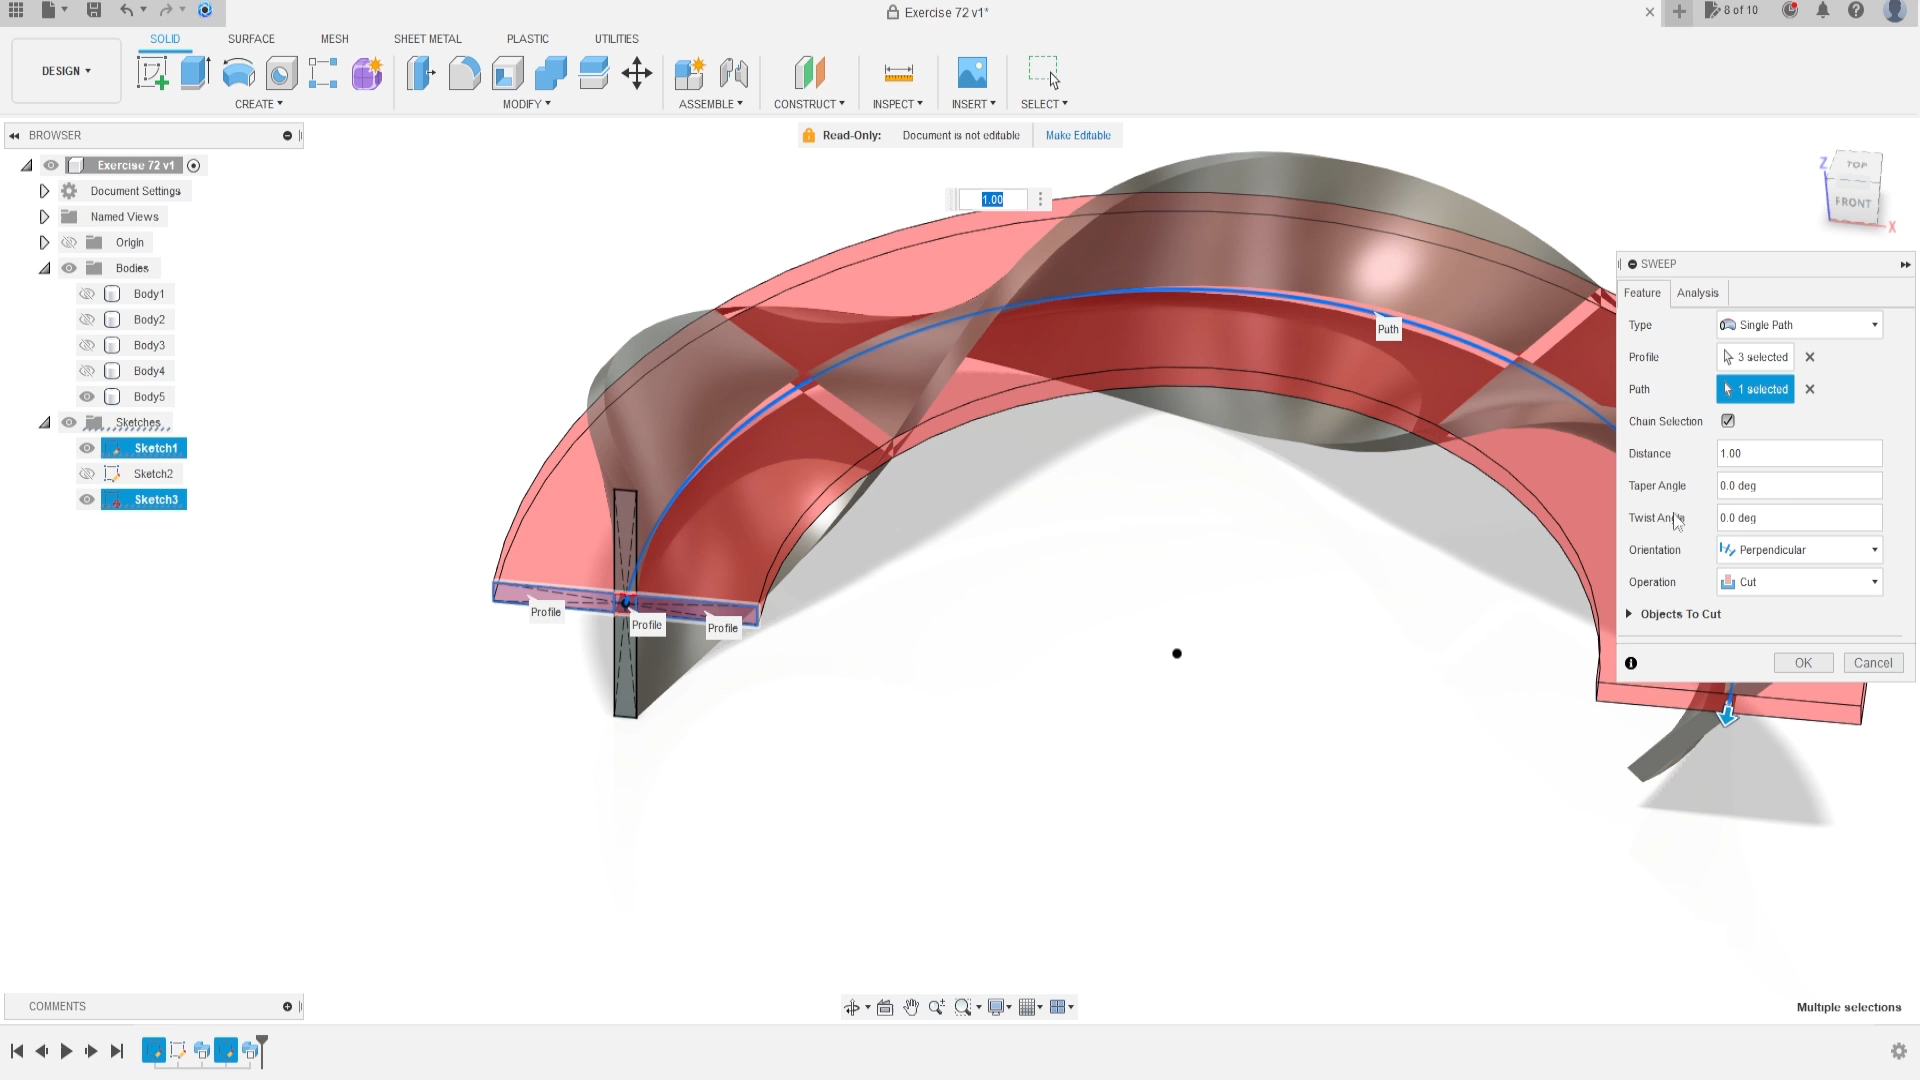 Exercise 72 v1*
8 of 10
DESIGN
SOLID
SURFACE
MESH
SHEET METAL
PLASTIC
UTILITIES
CREATE
MODIFY
ASSEMBLE
CONSTRUCT
INSPECT
INSERT
SELECT
BROWSER
Read-Only: Document is not editable Make Editable
Exercise 72 v1
Document Settings
Named Views
Origin
Bodies
Body1
Body2
Body3
Body4
Body5
Sketches
Sketch1
Sketch2
Sketch3
1.00
Path
Profile
Profile
Profile
Z
TOP
FRONT
X
SWEEP
Feature Analysis
Type Single Path
Profile 3 selected
Path 1 selected
Chain Selection
Distance 1.00
Taper Angle 0.0 deg
Twist Angle 0.0 deg
Orientation Perpendicular
Operation Cut
Objects To Cut
OK Cancel
COMMENTS
Multiple selections